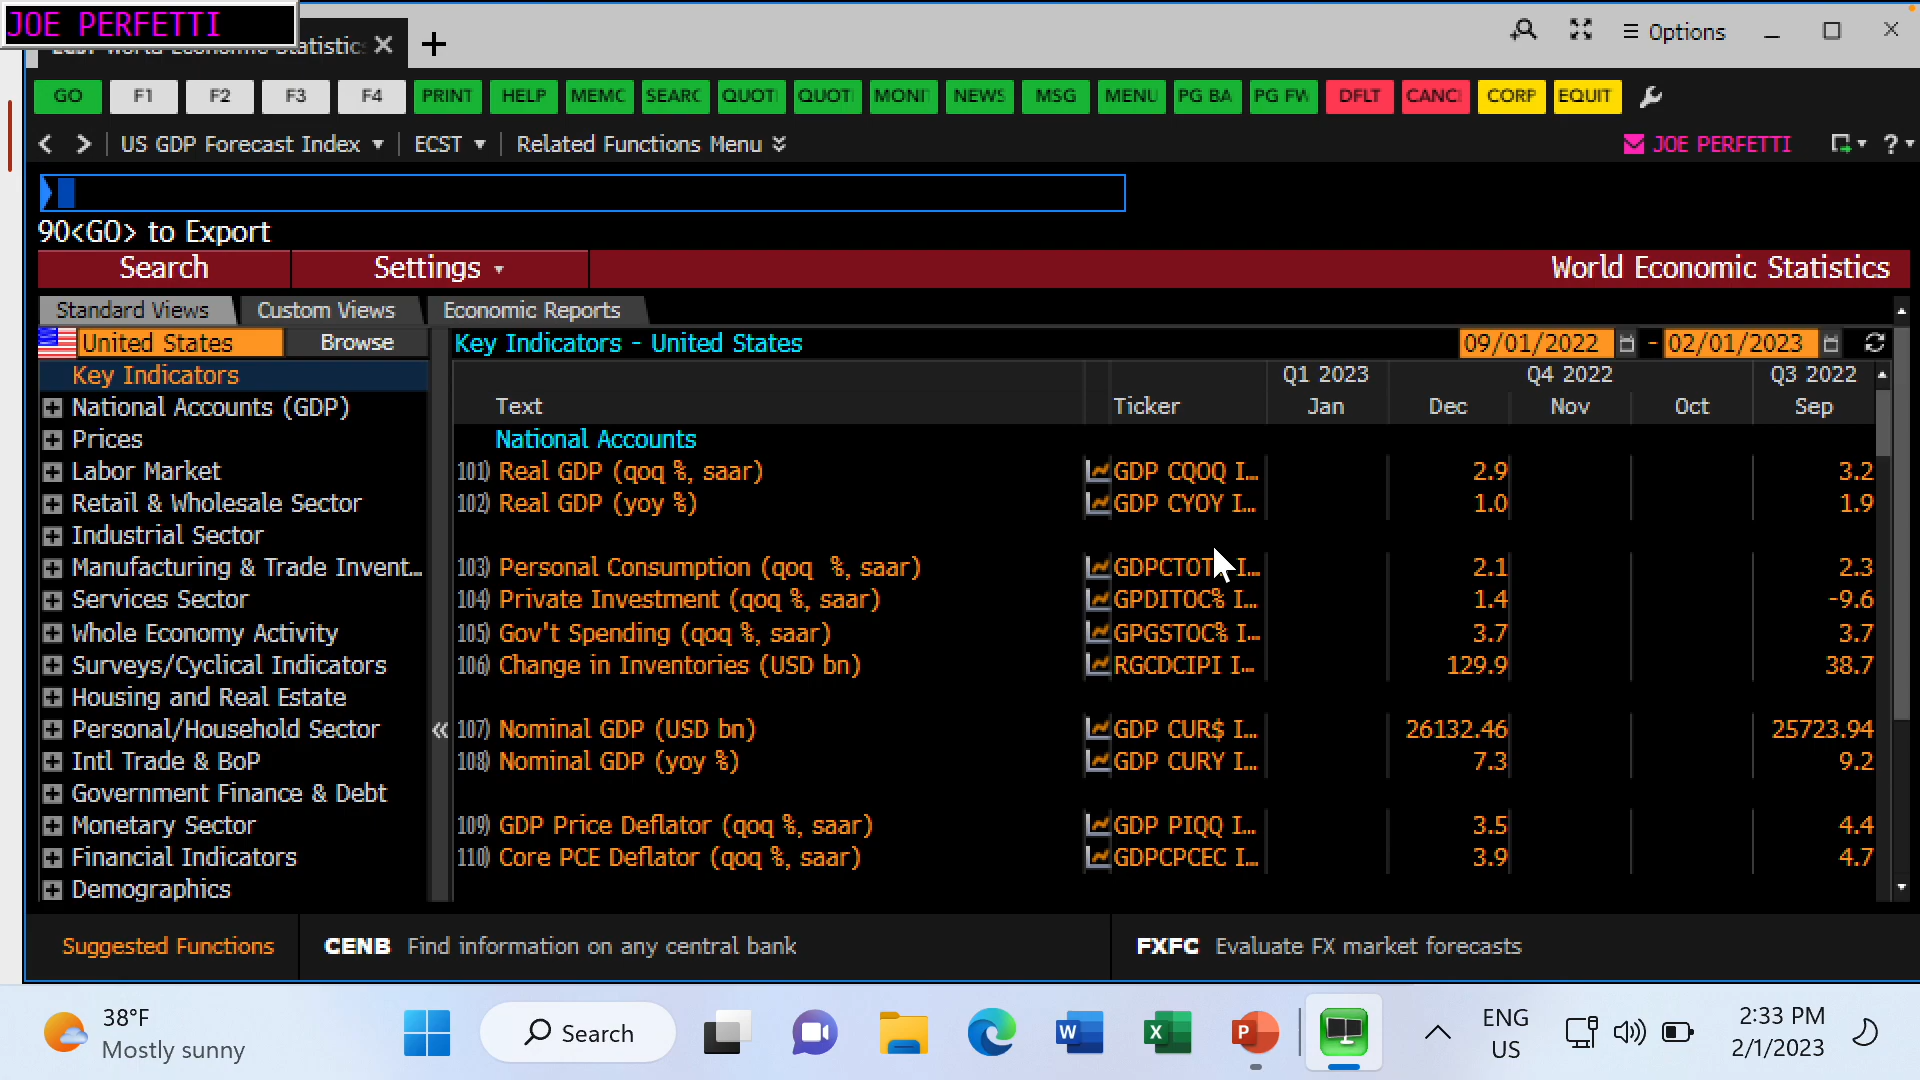 JOE PERFETTI
World Economic Statistics
Options
GO F1 F2 F3 F4 PRINT HELP MEMO SEARC QUOT QUOT MONI NEWS MSG MENU PG BA PG FW DFLT CANC CORP EQUIT
US GDP Forecast Index ECST Related Functions Menu JOE PERFETTI ?
90<GO> to Export
Search Settings World Economic Statistics
Standard Views Custom Views Economic Reports
United States Browse Key Indicators - United States 09/01/2022 - 02/01/2023
Key Indicators Q1 2023 Q4 2022 Q3 2022
National Accounts (GDP) Text Ticker Jan Dec Nov Oct Sep
Prices National Accounts
Labor Market 101) Real GDP (qoq %, saar) GDP CQOQ I... 2.9 3.2
Retail & Wholesale Sector 102) Real GDP (yoy %) GDP CYOY I... 1.0 1.9
Industrial Sector
Manufacturing & Trade Invent... 103) Personal Consumption (qoq %, saar) GDPCTOT I... 2.1 2.3
Services Sector 104) Private Investment (qoq %, saar) GPDITOC% I... 1.4 -9.6
Whole Economy Activity 105) Gov't Spending (qoq %, saar) GPGSTOC% I... 3.7 3.7
Surveys/Cyclical Indicators 106) Change in Inventories (USD bn) RGCDCIPI I... 129.9 38.7
Housing and Real Estate
Personal/Household Sector « 107) Nominal GDP (USD bn) GDP CUR$ I... 26132.46 25723.94
Intl Trade & BoP 108) Nominal GDP (yoy %) GDP CURY I... 7.3 9.2
Government Finance & Debt
Monetary Sector 109) GDP Price Deflator (qoq %, saar) GDP PIQQ I... 3.5 4.4
Financial Indicators 110) Core PCE Deflator (qoq %, saar) GDPCPCEC I... 3.9 4.7
Demographics
Suggested Functions CENB Find information on any central bank FXFC Evaluate FX market forecasts
38°F
Mostly sunny
Search
ENG
US
2:33 PM
2/1/2023